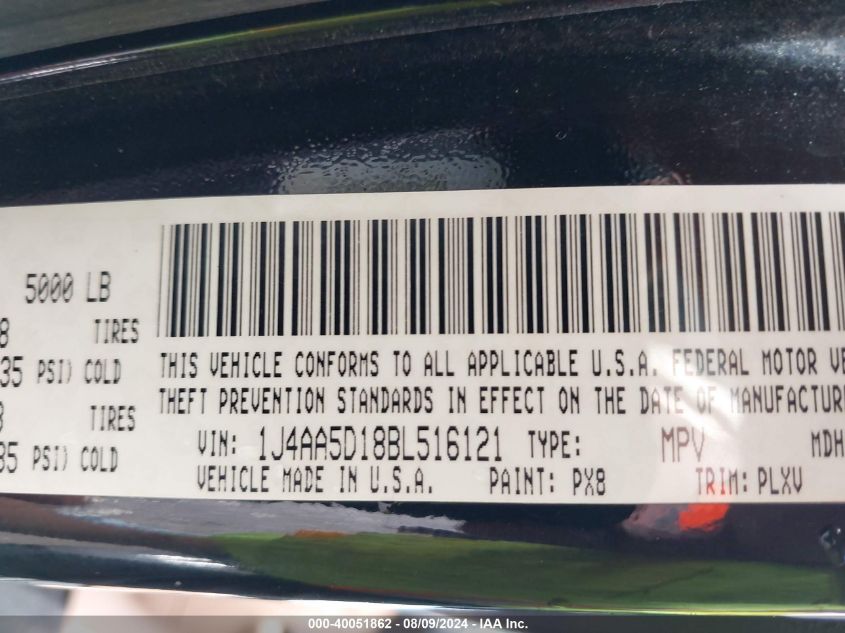 5000 LB
8 TIRES
35 PSI) COLD
8 TIRES
35 PSI) COLD
THIS VEHICLE CONFORMS TO ALL APPLICABLE U.S.A. FEDERAL MOTOR VE
THEFT PREVENTION STANDARDS IN EFFECT ON THE DATE OF MANUFACTUR
VIN: 1J4AA5D18BL516121 TYPE: MPV MDH
VEHICLE MADE IN U.S.A. PAINT: PX8 TRIM: PLXV
000-40051862 - 08/09/2024 - Copyright © 2024 - IAA, Inc.